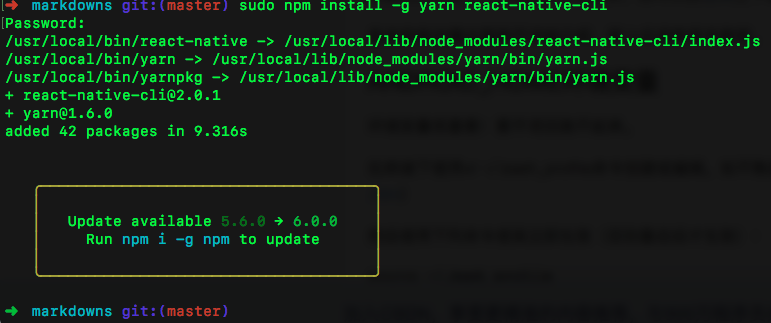 ➜ markdowns git:(master) sudo npm install -g yarn react-native-cli
Password:
/usr/local/bin/react-native -> /usr/local/lib/node_modules/react-native-cli/index.js
/usr/local/bin/yarn -> /usr/local/lib/node_modules/yarn/bin/yarn.js
/usr/local/bin/yarnpkg -> /usr/local/lib/node_modules/yarn/bin/yarn.js
+ react-native-cli@2.0.1
+ yarn@1.6.0
added 42 packages in 9.316s
Update available 5.6.0 → 6.0.0
Run npm i -g npm to update
➜ markdowns git:(master)